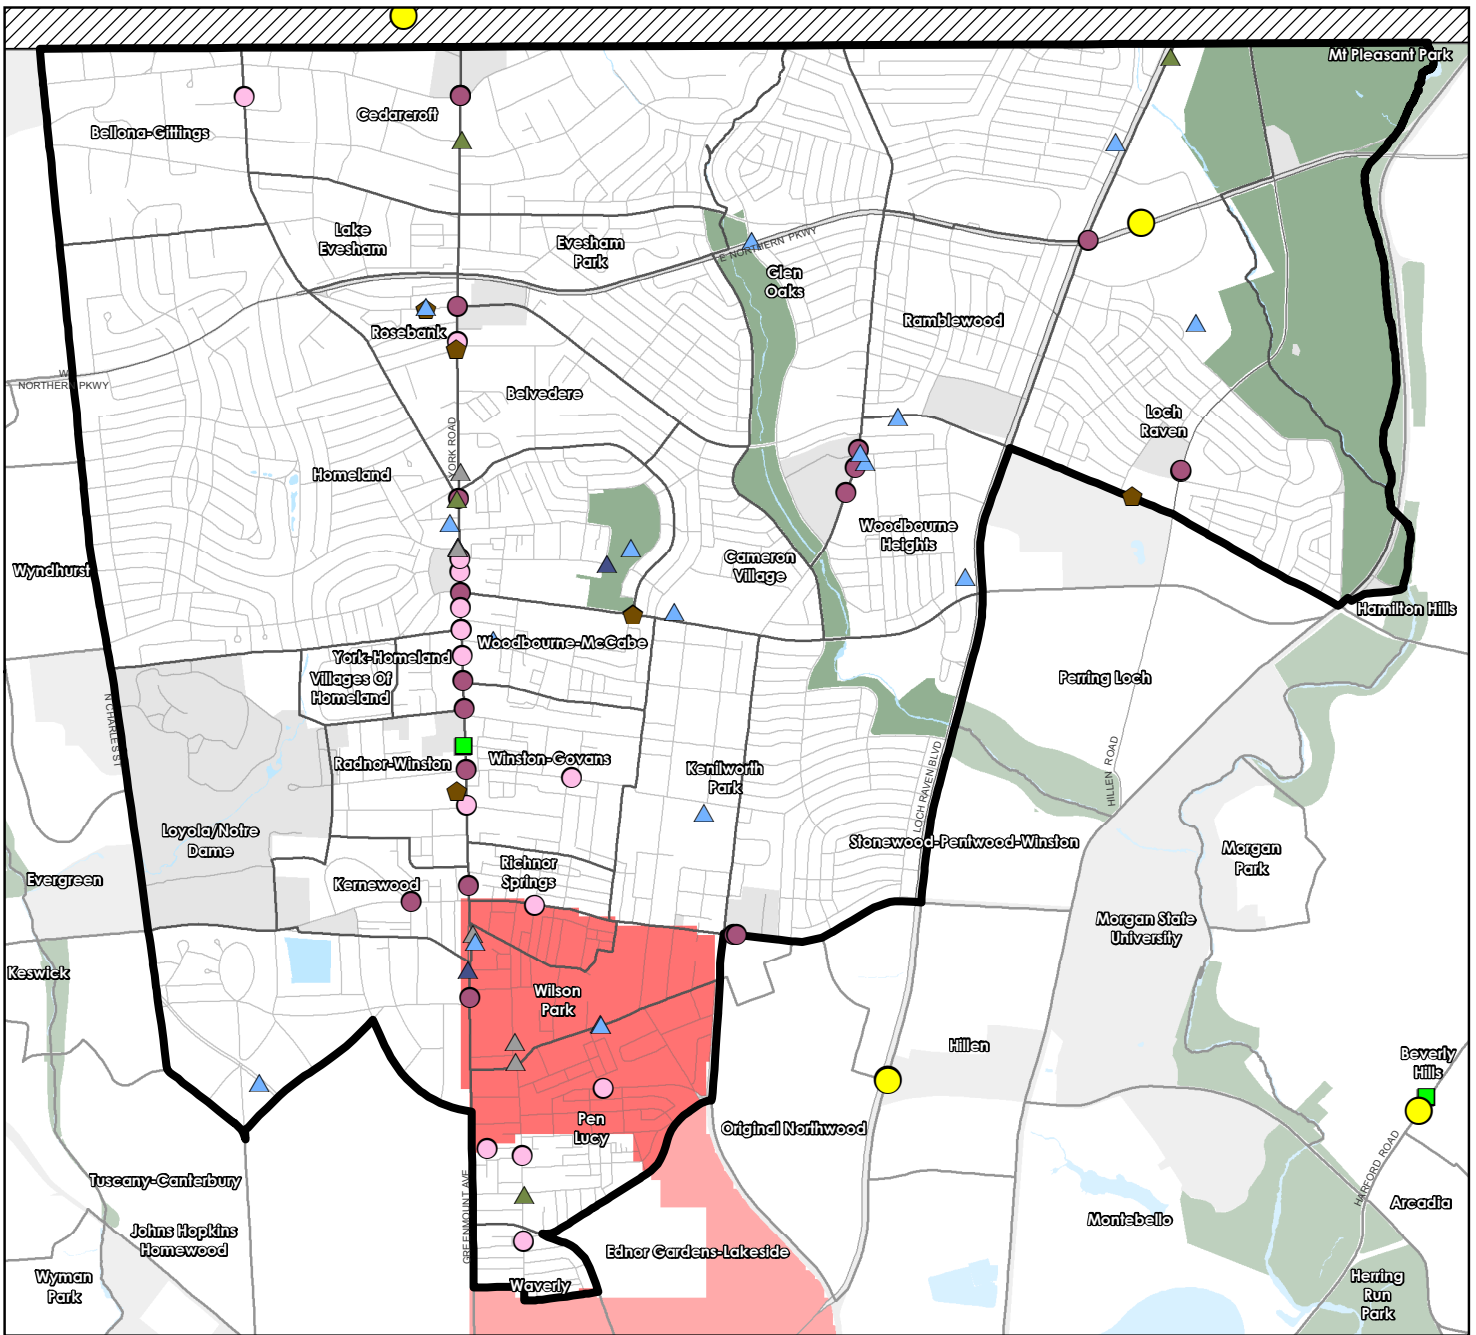 Mt Pleasant Park
Cedarcroft
Bellona-Gittings
Lake
Evesham
Evesham
Park
E NORTHERN PKWY
Glen
Oaks
Ramblewood
Rosebank
W
NORTHERN PKWY
Belvedere
Loch
Raven
YORK ROAD
Homeland
Woodbourne
Heights
Cameron
Village
Wyndhurst
Hamilton Hills
Woodbourne-McCabe
York-Homeland
Villages Of
Homeland
Perring Loch
N CHARLES ST
Radnor-Winston
Winston-Govans
Kenilworth
Park
HILLEN ROAD
LOCH RAVEN BLVD
Loyola/Notre
Dame
Stonewood-Pentwood-Winston
Morgan
Park
Evergreen
Kernewood
Richnor
Springs
Morgan State
University
Keswick
Wilson
Park
Hillen
Beverly
Hills
Pen
Lucy
Original Northwood
HARFORD ROAD
Tuscany-Canterbury
GREENMOUNT AVE
Arcadia
Montebello
Johns Hopkins
Homewood
Ednor Gardens-Lakeside
Wyman
Park
Waverly
Herring
Run
Park